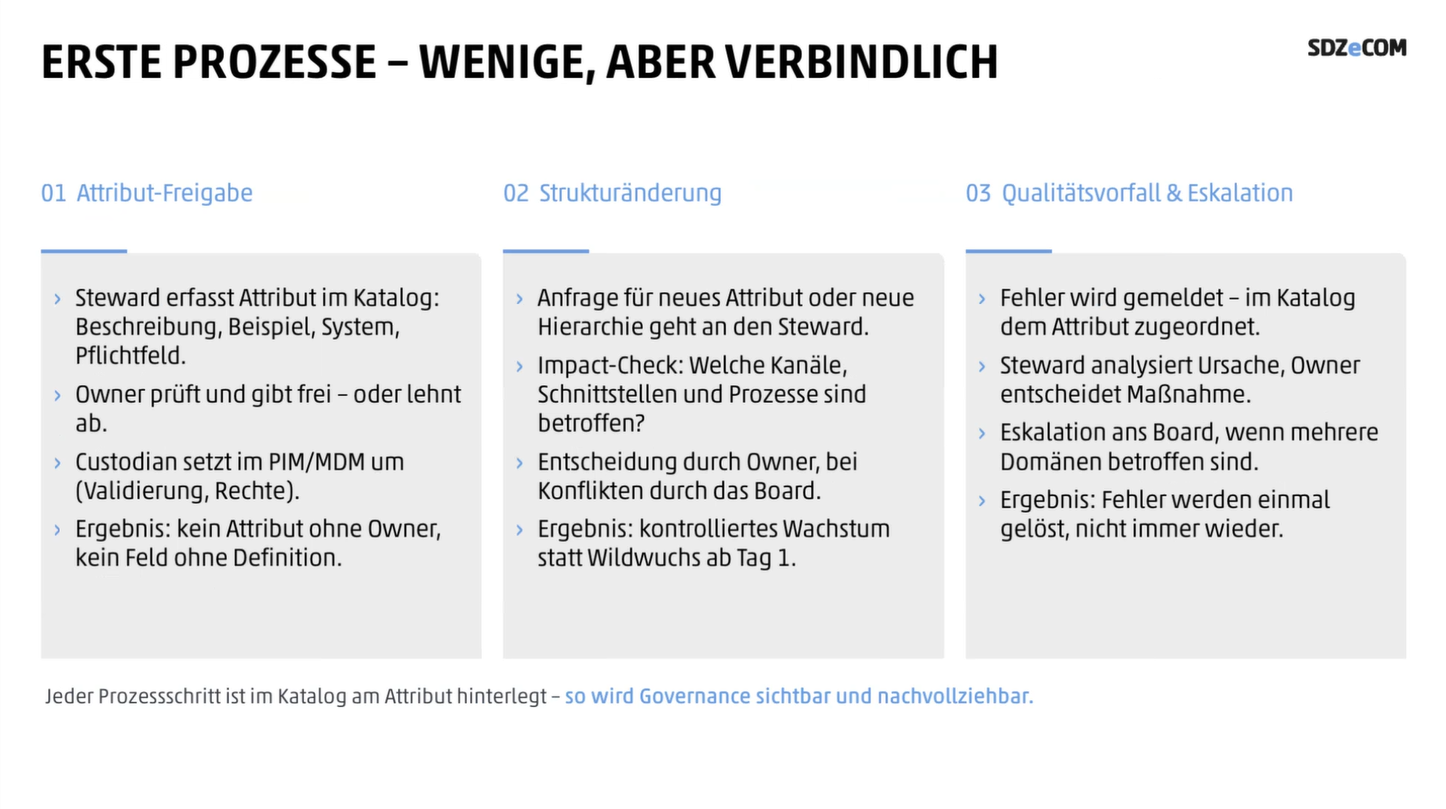 ERSTE PROZESSE – WENIGE, ABER VERBINDLICH
SDZeCOM
01 Attribut-Freigabe
› Steward erfasst Attribut im Katalog:
Beschreibung, Beispiel, System,
Pflichtfeld.
› Owner prüft und gibt frei – oder lehnt
ab.
› Custodian setzt im PIM/MDM um
(Validierung, Rechte).
› Ergebnis: kein Attribut ohne Owner,
kein Feld ohne Definition.
02 Strukturänderung
› Anfrage für neues Attribut oder neue
Hierarchie geht an den Steward.
› Impact-Check: Welche Kanäle,
Schnittstellen und Prozesse sind
betroffen?
› Entscheidung durch Owner, bei
Konflikten durch das Board.
› Ergebnis: kontrolliertes Wachstum
statt Wildwuchs ab Tag 1.
03 Qualitätsvorfall & Eskalation
› Fehler wird gemeldet – im Katalog
dem Attribut zugeordnet.
› Steward analysiert Ursache, Owner
entscheidet Maßnahme.
› Eskalation ans Board, wenn mehrere
Domänen betroffen sind.
› Ergebnis: Fehler werden einmal
gelöst, nicht immer wieder.
Jeder Prozessschritt ist im Katalog am Attribut hinterlegt – so wird Governance sichtbar und nachvollziehbar.